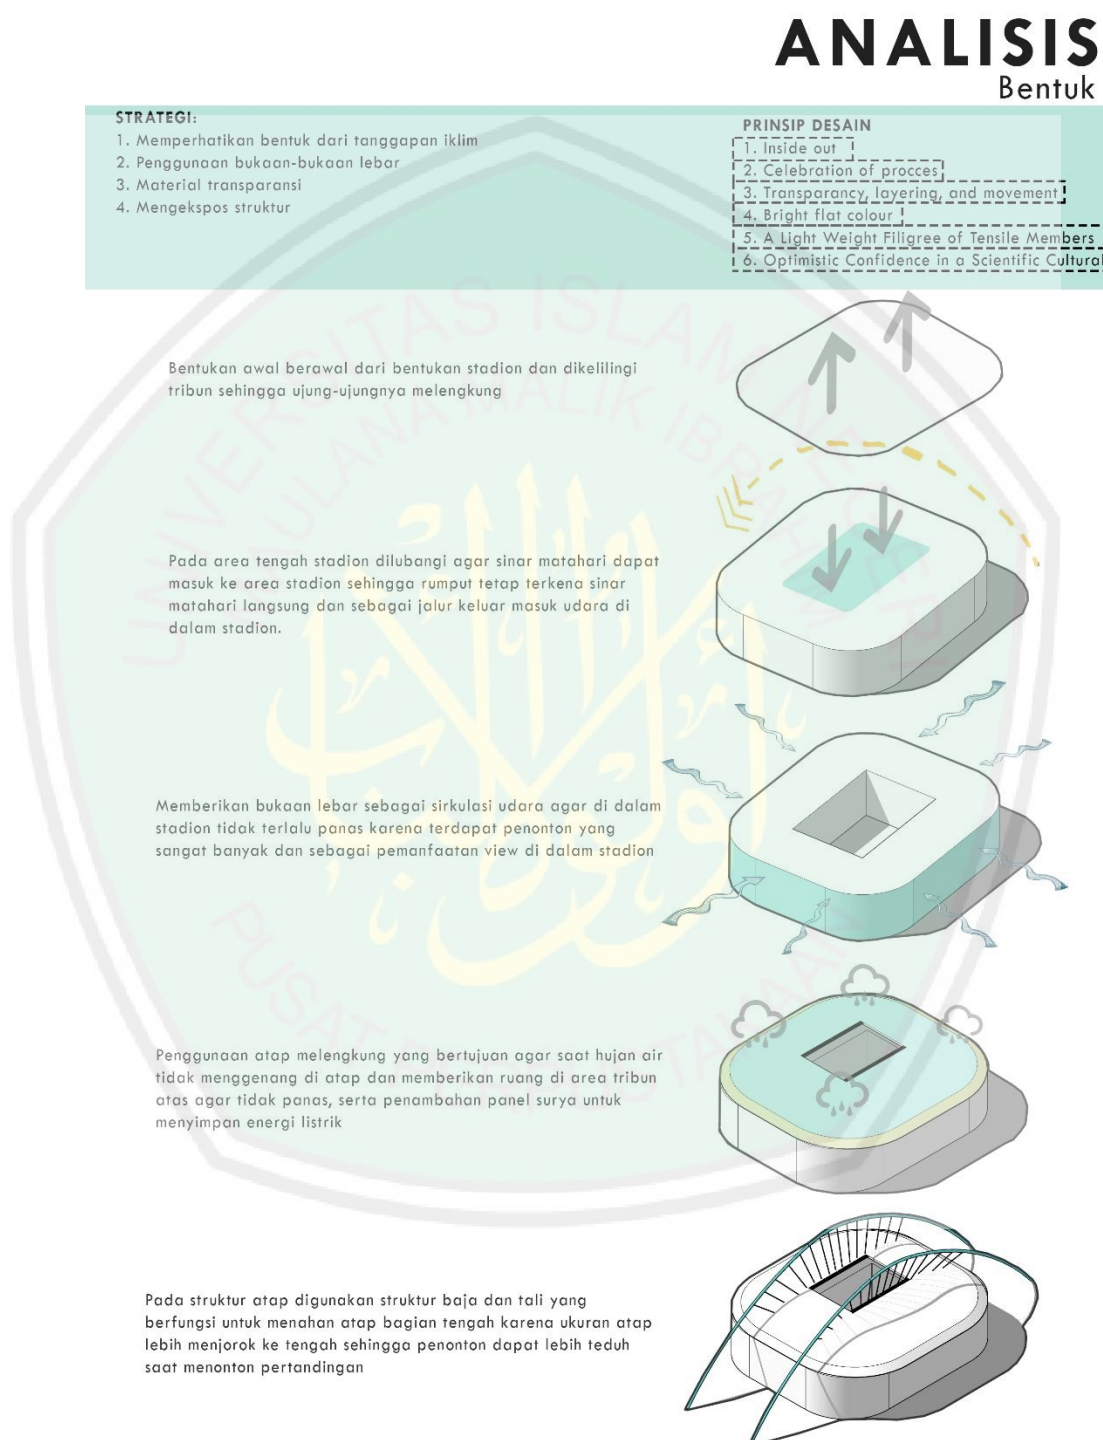 ANALISIS
Bentuk
STRATEGI:
1. Memperhatikan bentuk dari tanggapan iklim
2. Penggunaan bukaan-bukaan lebar
3. Material transparansi
4. Mengekspos struktur
PRINSIP DESAIN
1. Inside out
2. Celebration of procces
3. Transparancy, layering, and movement
4. Bright flat colour
5. A Light Weight Filigree of Tensile Members
6. Optimistic Confidence in a Scientific Cultural
Bentukan awal berawal dari bentukan stadion dan dikelilingi
tribun sehingga ujung-ujungnya melengkung
Pada area tengah stadion dilubangi agar sinar matahari dapat
masuk ke area stadion sehingga rumput tetap terkena sinar
matahari langsung dan sebagai jalur keluar masuk udara di
dalam stadion.
Memberikan bukaan lebar sebagai sirkulasi udara agar di dalam
stadion tidak terlalu panas karena terdapat penonton yang
sangat banyak dan sebagai pemanfaatan view di dalam stadion
Penggunaan atap melengkung yang bertujuan agar saat hujan air
tidak menggenang di atap dan memberikan ruang di area tribun
atas agar tidak panas, serta penambahan panel surya untuk
menyimpan energi listrik
Pada struktur atap digunakan struktur baja dan tali yang
berfungsi untuk menahan atap bagian tengah karena ukuran atap
lebih menjorok ke tengah sehingga penonton dapat lebih teduh
saat menonton pertandingan
UNIVERSITAS ISLAM NEGERI
MAULANA MALIK IBRAHIM
PUSAT PERPUSTAKAAN